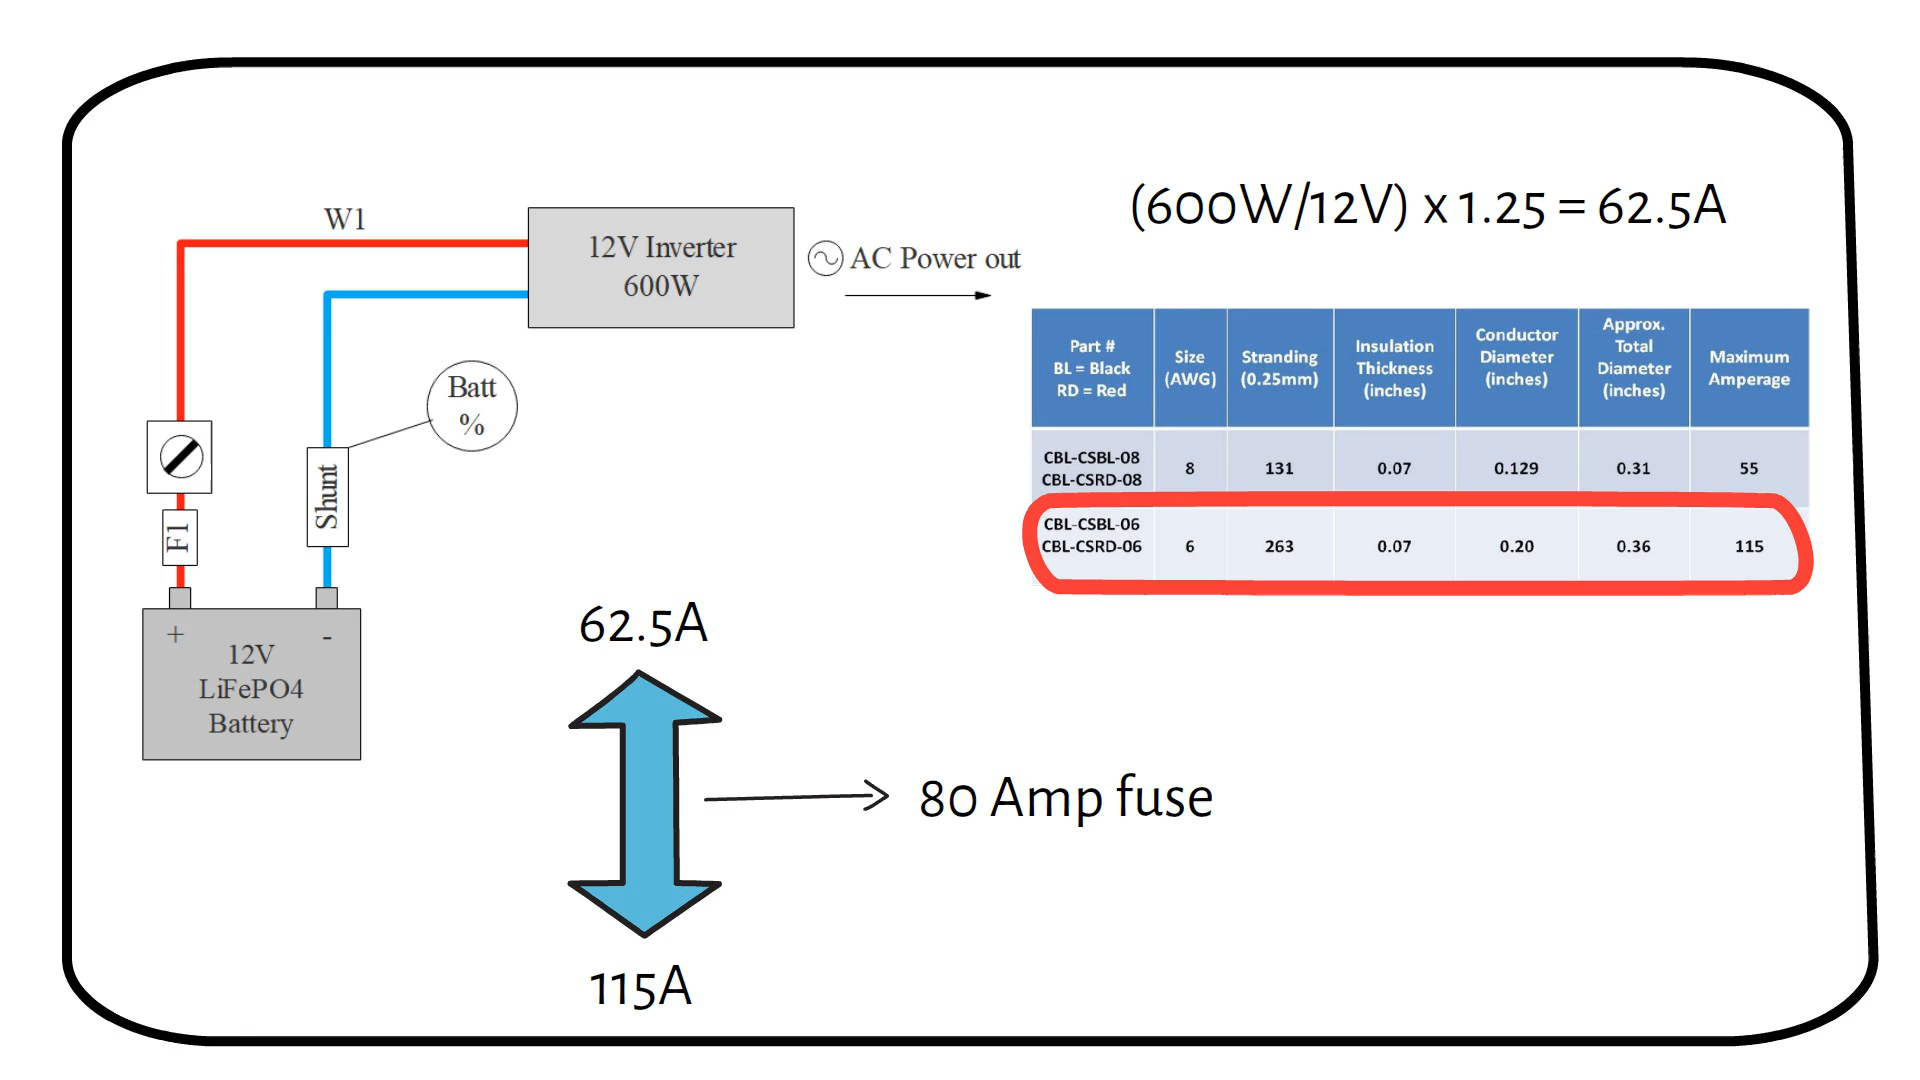 (600W/12V) x 1.25 = 62.5A
W1
12V Inverter
600W
AC Power out
Batt
%
Shunt
F1
+ -
12V
LiFePO4
Battery
Part #
BL = Black
RD = Red
Size
(AWG)
Stranding
(0.25mm)
Insulation
Thickness
(inches)
Conductor
Diameter
(inches)
Approx.
Total
Diameter
(inches)
Maximum
Amperage
CBL-CSBL-08
CBL-CSRD-08
8 131 0.07 0.129 0.31 55
CBL-CSBL-06
CBL-CSRD-06
6 263 0.07 0.20 0.36 115
62.5A
80 Amp fuse
115A